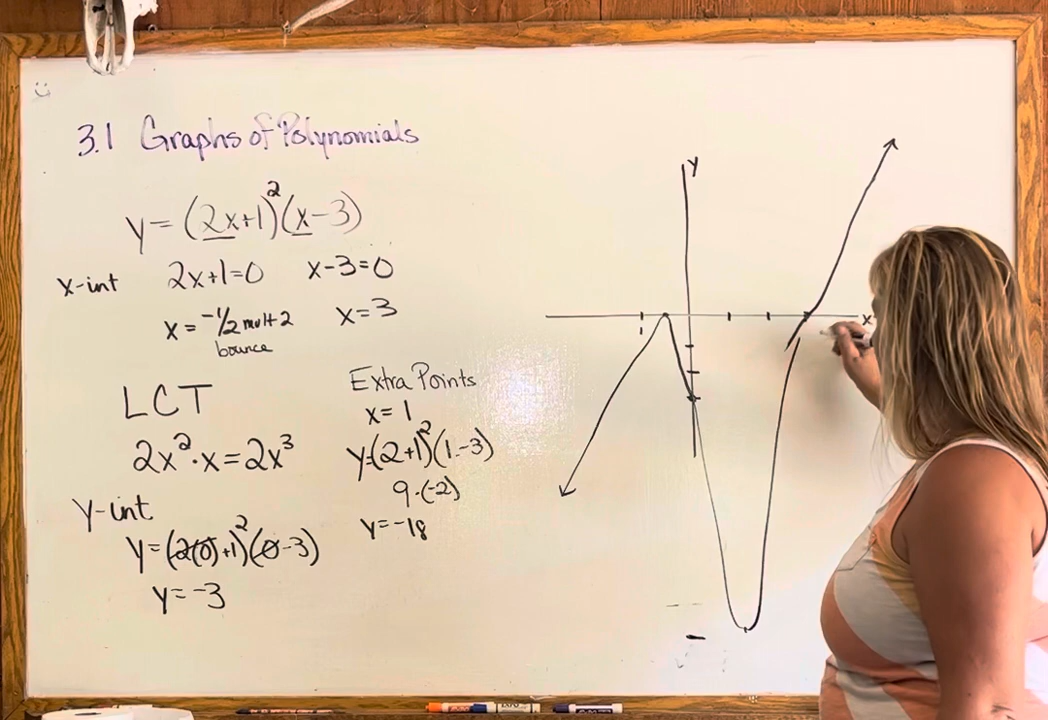 3.1 Graphs of Polynomials
y = (2x+1)²(x-3)
x-int 2x+1=0 x-3=0
x = -1/2 mult 2 x=3
bounce
LCT
2x²·x=2x³
y-int
y=(2(0)+1)²(0-3)
y=-3
Extra Points
x=1
y=(2+1)²(1-3)
9·(-2)
y=-18
y
x